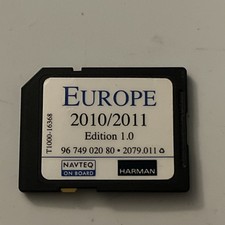 EUROPE
2010/2011
Edition 1.0
96 749 020 80 • 2079.011
NAVTEQ
ON BOARD
HARMAN
T1000-16368